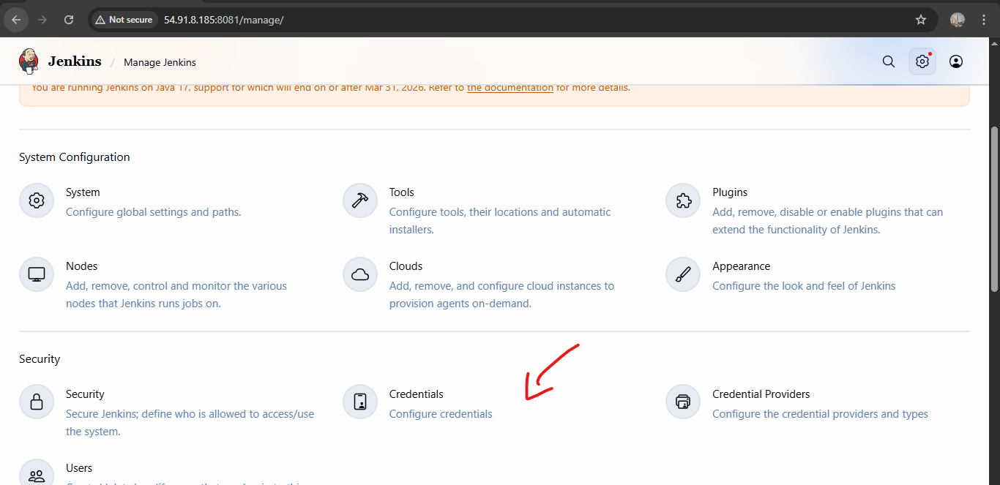 Not secure 54.91.8.185:8081/manage/
Jenkins / Manage Jenkins
You are running Jenkins on Java 17, support for which will end on or after Mar 31, 2026. Refer to the documentation for more details.
System Configuration
System
Configure global settings and paths.
Tools
Configure tools, their locations and automatic
installers.
Plugins
Add, remove, disable or enable plugins that can
extend the functionality of Jenkins.
Nodes
Add, remove, control and monitor the various
nodes that Jenkins runs jobs on.
Clouds
Add, remove, and configure cloud instances to
provision agents on-demand.
Appearance
Configure the look and feel of Jenkins
Security
Security
Secure Jenkins; define who is allowed to access/use
the system.
Credentials
Configure credentials
Credential Providers
Configure the credential providers and types
Users